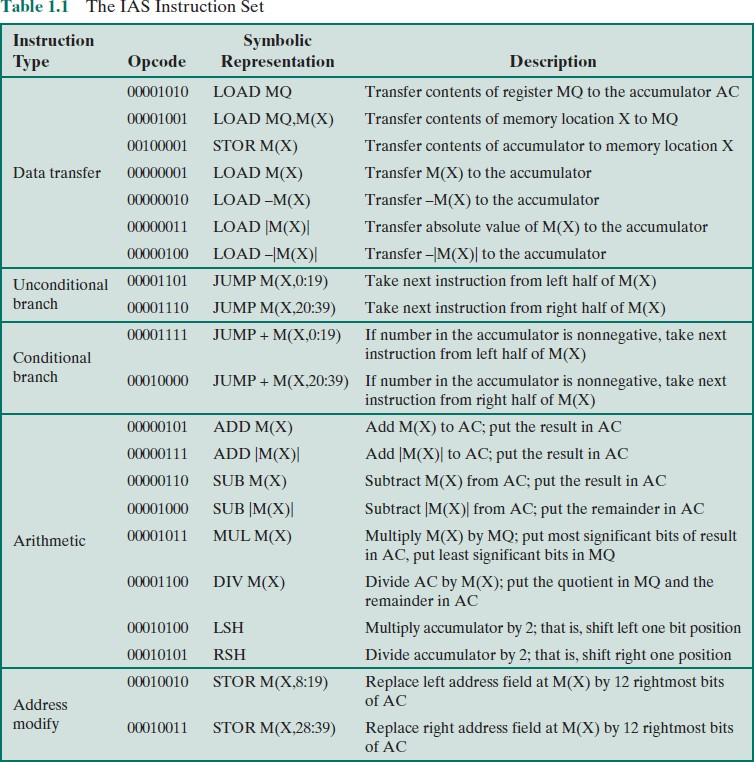 Table 1.1 The IAS Instruction Set
Instruction Type Opcode Symbolic Representation Description
Data transfer
00001010 LOAD MQ Transfer contents of register MQ to the accumulator AC
00001001 LOAD MQ,M(X) Transfer contents of memory location X to MQ
00100001 STOR M(X) Transfer contents of accumulator to memory location X
00000001 LOAD M(X) Transfer M(X) to the accumulator
00000010 LOAD –M(X) Transfer –M(X) to the accumulator
00000011 LOAD |M(X)| Transfer absolute value of M(X) to the accumulator
00000100 LOAD –|M(X)| Transfer –|M(X)| to the accumulator
Unconditional
branch
00001101 JUMP M(X,0:19) Take next instruction from left half of M(X)
00001110 JUMP M(X,20:39) Take next instruction from right half of M(X)
Conditional
branch
00001111 JUMP + M(X,0:19) If number in the accumulator is nonnegative, take next
instruction from left half of M(X)
00010000 JUMP + M(X,20:39) If number in the accumulator is nonnegative, take next
instruction from right half of M(X)
Arithmetic
00000101 ADD M(X) Add M(X) to AC; put the result in AC
00000111 ADD |M(X)| Add |M(X)| to AC; put the result in AC
00000110 SUB M(X) Subtract M(X) from AC; put the result in AC
00001000 SUB |M(X)| Subtract |M(X)| from AC; put the remainder in AC
00001011 MUL M(X) Multiply M(X) by MQ; put most significant bits of result
in AC, put least significant bits in MQ
00001100 DIV M(X) Divide AC by M(X); put the quotient in MQ and the
remainder in AC
00010100 LSH Multiply accumulator by 2; that is, shift left one bit position
00010101 RSH Divide accumulator by 2; that is, shift right one position
Address
modify
00010010 STOR M(X,8:19) Replace left address field at M(X) by 12 rightmost bits
of AC
00010011 STOR M(X,28:39) Replace right address field at M(X) by 12 rightmost bits
of AC